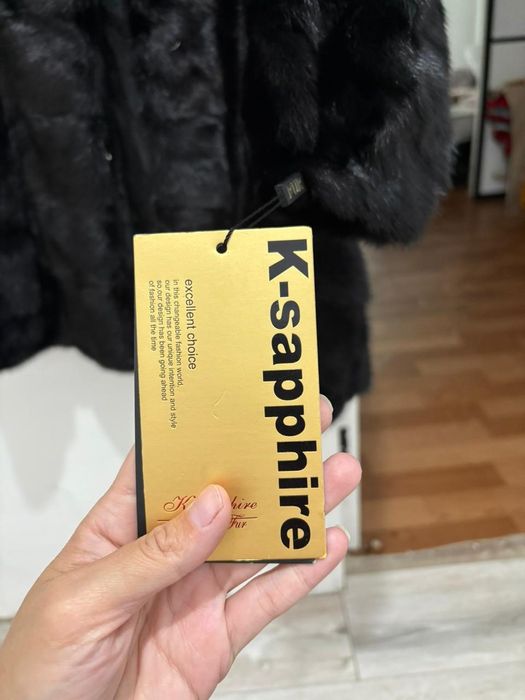 K-sapphire
excellent choice
In this changeable fashion world,
our design has our unique intention and style
so,our design has been going ahead
of fashion all the time
Fur